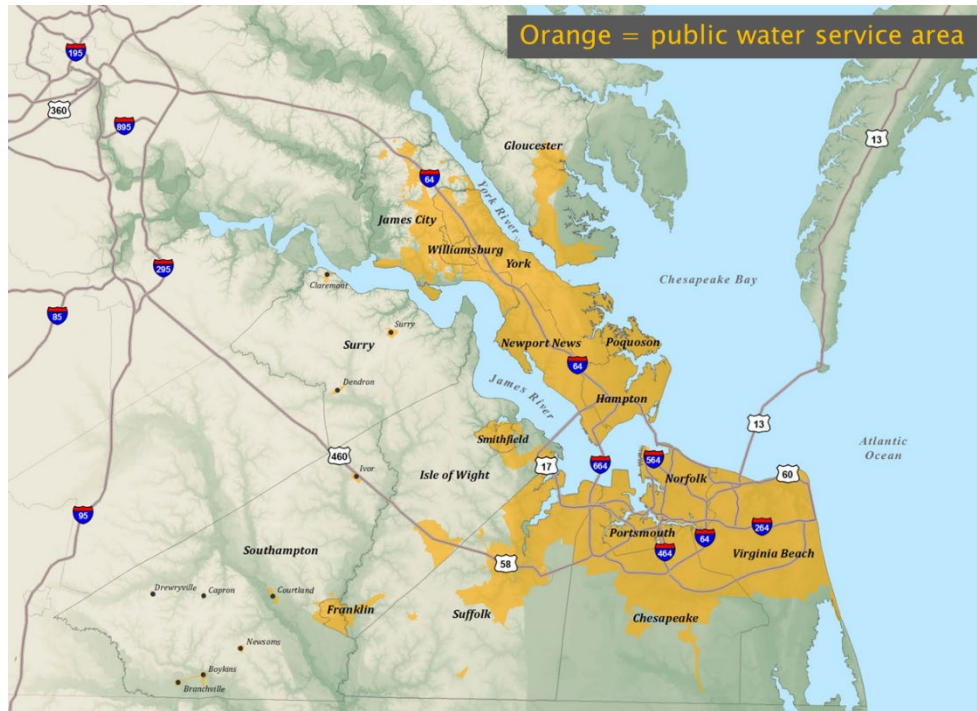 Orange = public water service area
195
360
895
13
Gloucester
64
York River
James City
Williamsburg
York
295
Claremont
Chesapeake Bay
85
Surry
Surry
Newport News
Poquoson
64
Dendron
James River
Hampton
13
Smithfield
Atlantic
Ocean
460
Ivor
Isle of Wight
17
664
564
60
Norfolk
95
264
Portsmouth
64
464
Virginia Beach
Southampton
58
Drewryville
Capron
Courtland
Franklin
Suffolk
Chesapeake
Newsoms
Boykins
Branchville